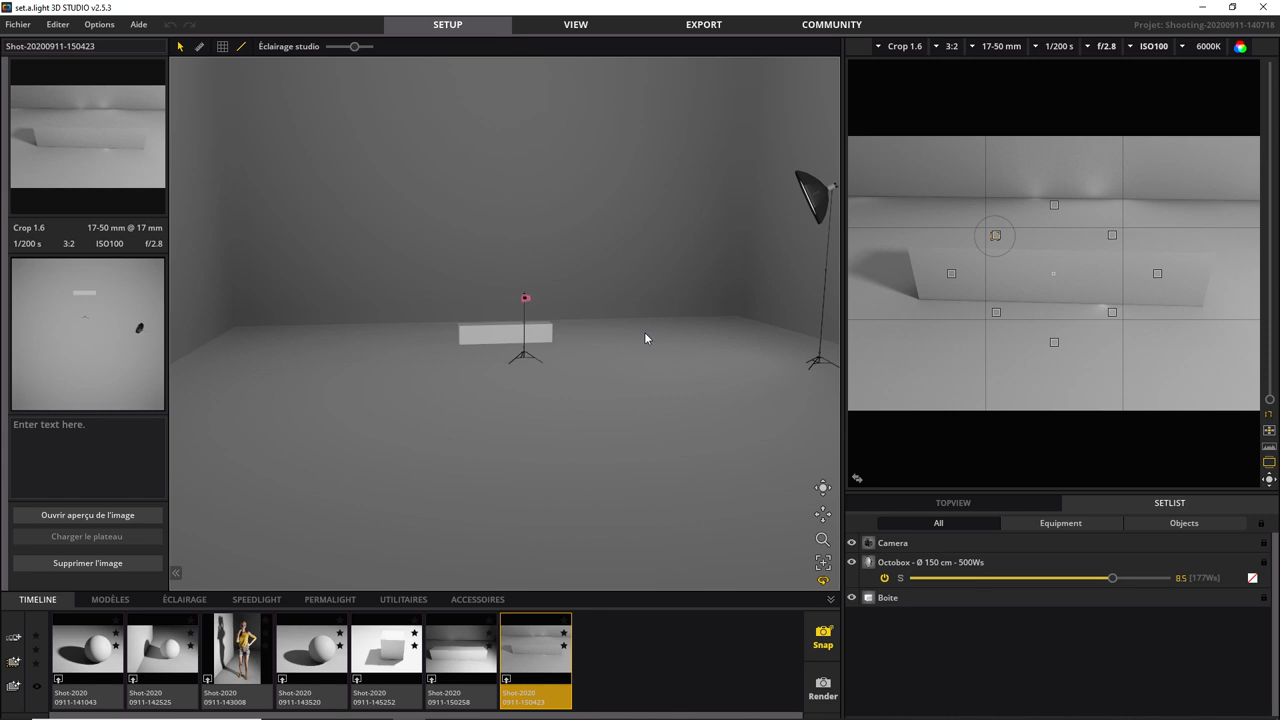 set.a.light 3D STUDIO v2.5.3
Fichier Editer Options Aide SETUP VIEW EXPORT COMMUNITY Projet: Shooting-20200911-140718
Shot-20200911-150423 Éclairage studio Crop 1.6 3:2 17-50 mm 1/200 s f/2.8 ISO100 6000K
Crop 1.6 17-50 mm @ 17 mm
1/200 s 3:2 ISO100 f/2.8
Enter text here.
Ouvrir aperçu de l'image
Charger le plateau
Supprimer l'image
17
TOPVIEW SETLIST
All Equipment Objects
Camera
Octobox - Ø 150 cm - 500Ws
S 8.5 [177Ws]
Boite
TIMELINE MODÈLES ÉCLAIRAGE SPEEDLIGHT PERMALIGHT UTILITAIRES ACCESSOIRES
Snap
Render
Shot-2020
0911-141043
Shot-2020
0911-142525
Shot-2020
0911-143008
Shot-2020
0911-143520
Shot-2020
0911-145252
Shot-2020
0911-150258
Shot-2020
0911-150423